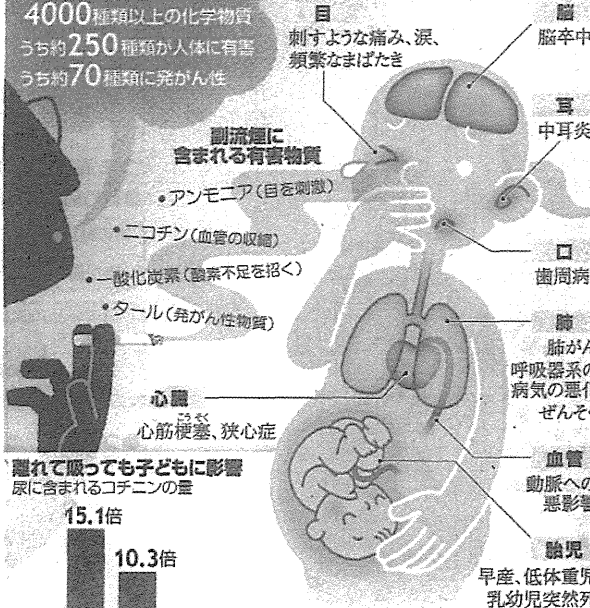 4000種類以上の化学物質
うち約250種類が人体に有害
うち約70種類に発がん性
目
刺すような痛み、涙、
頻繁なまばたき
脳
脳卒中
耳
中耳炎
副流煙に
含まれる有害物質
•アンモニア(目を刺激)
•ニコチン(血管の収縮)
•一酸化炭素(酸素不足を招く)
•タール(発がん性物質)
口
歯周病
肺
肺がん
呼吸器系の
病気の悪化
ぜんそく
心臓
こうそく
心筋梗塞、狭心症
血管
動脈への
悪影響
胎児
早産、低体重児
乳幼児突然死
離れて吸っても子どもに影響
尿に含まれるコチニンの量
15.1倍
10.3倍